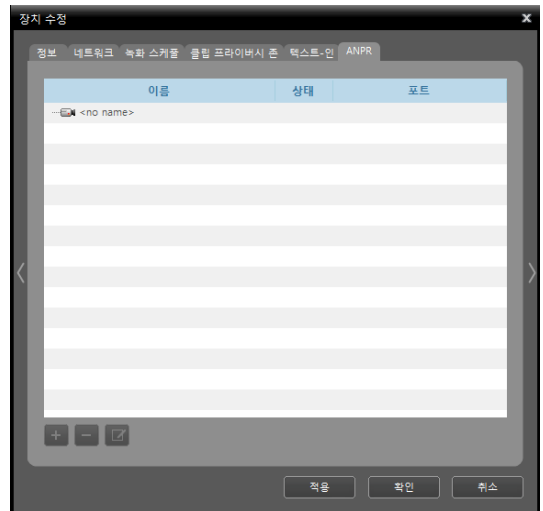 장치 수정
정보 네트워크 녹화 스케줄 클립 프라이버시 존 텍스트-인 ANPR
이름 상태 포트
<no name>
적용 확인 취소